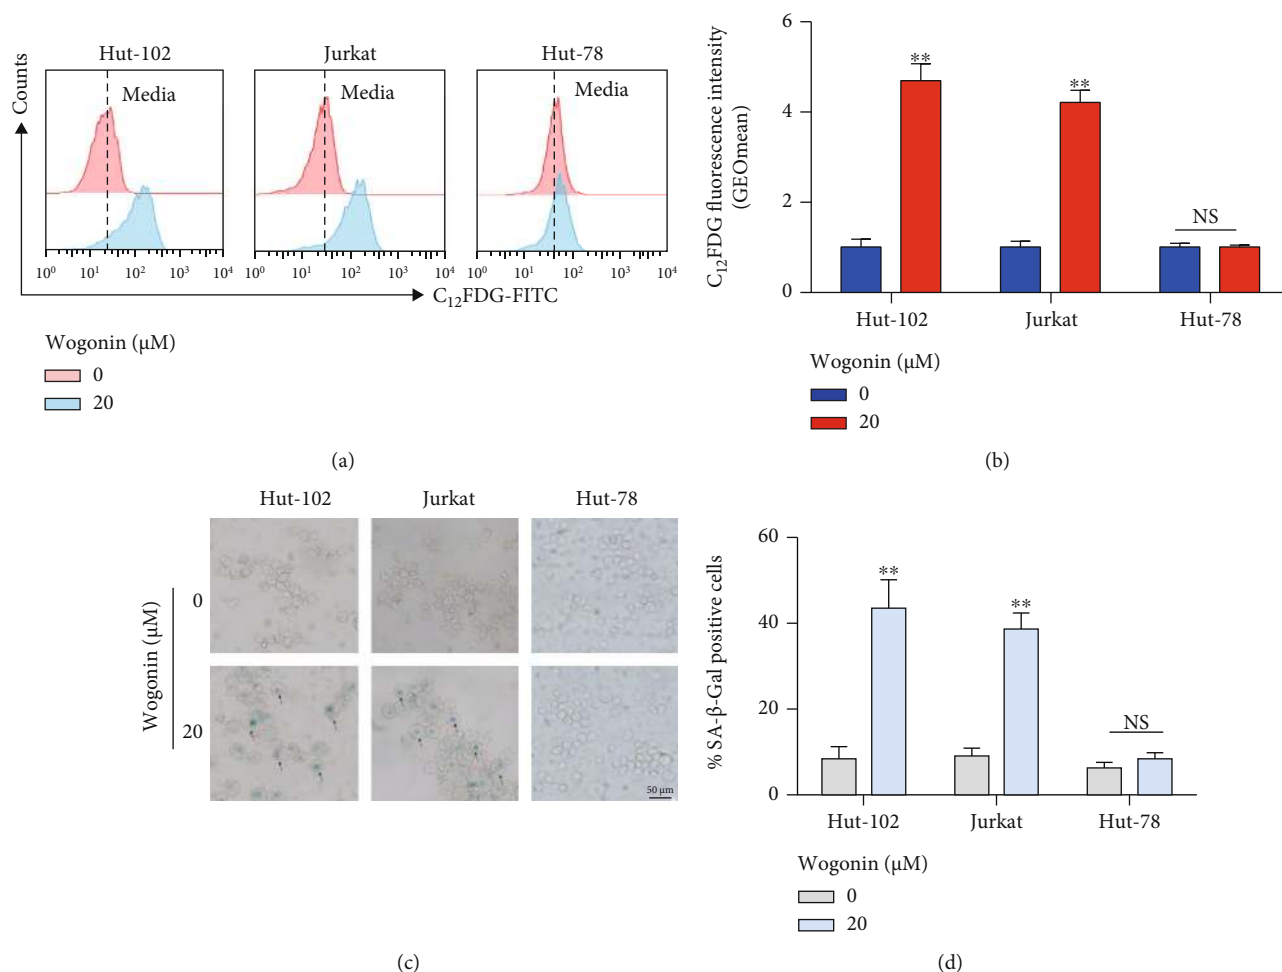 Hut-102
Jurkat
Hut-78
Counts
Media
Media
Media
10⁰ 10¹ 10² 10³ 10⁴
10⁰ 10¹ 10² 10³ 10⁴
10⁰ 10¹ 10² 10³ 10⁴
C₁₂FDG-FITC
Wogonin (μM)
0
20
(a)
C₁₂FDG fluorescence intensity
(GEOmean)
6
4
2
0
**
**
NS
Hut-102
Jurkat
Hut-78
Wogonin (μM)
0
20
(b)
Hut-102
Jurkat
Hut-78
Wogonin (μM)
0
20
50 μm
(c)
% SA-β-Gal positive cells
60
40
20
0
**
**
NS
Hut-102
Jurkat
Hut-78
Wogonin (μM)
0
20
(d)